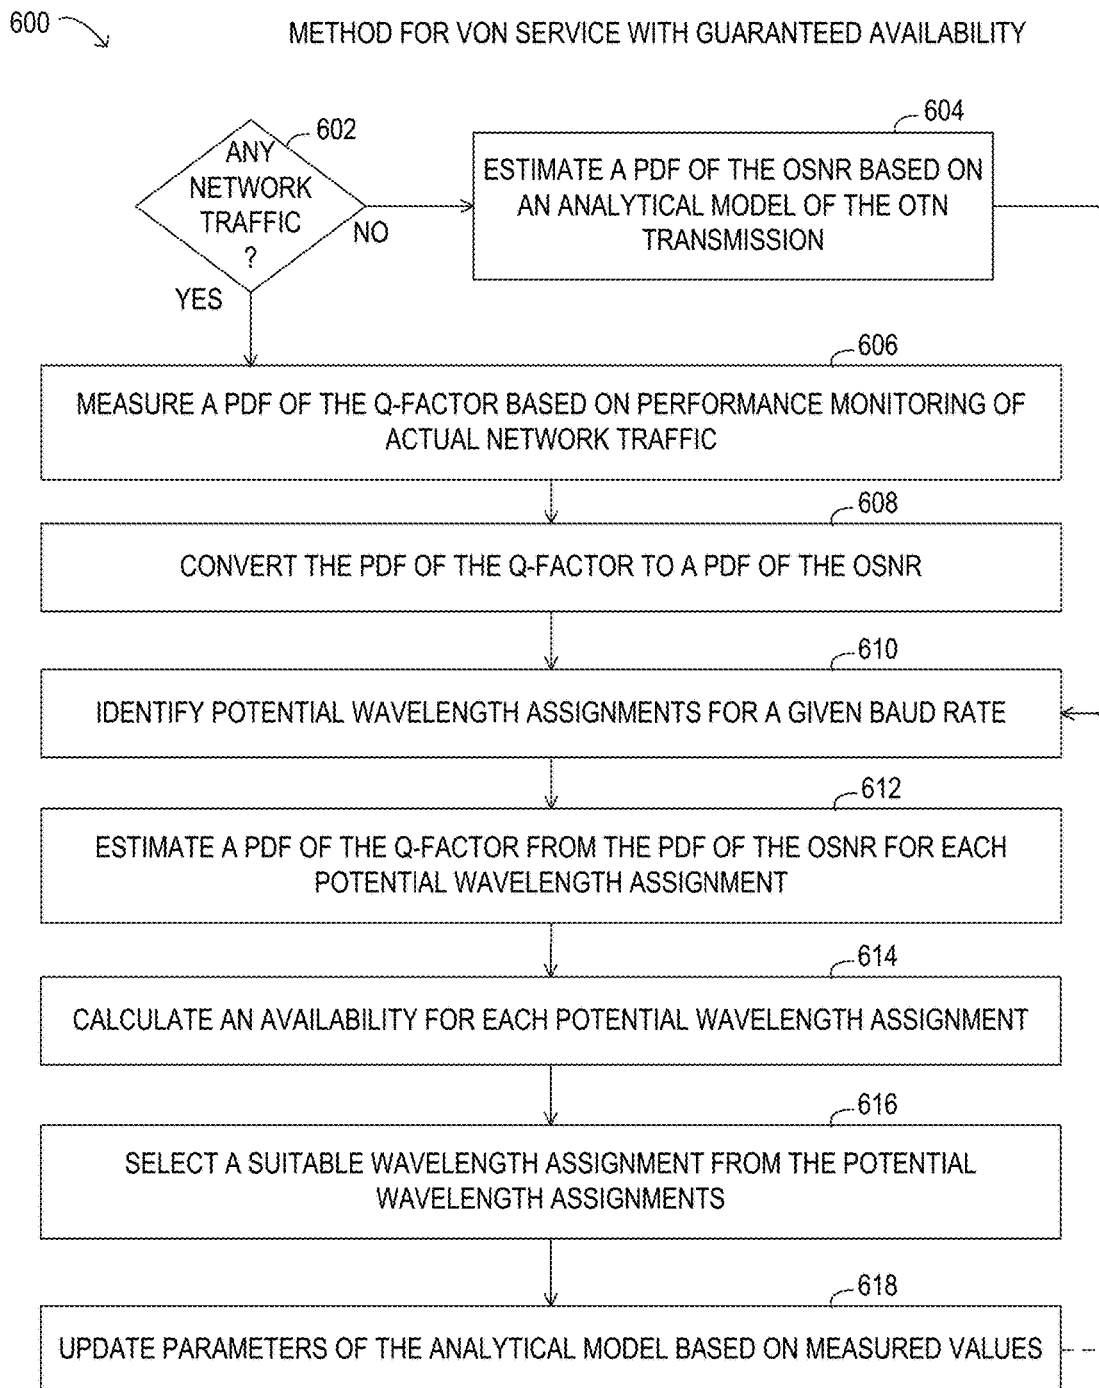 600
METHOD FOR VON SERVICE WITH GUARANTEED AVAILABILITY
602
ANY
NETWORK
TRAFFIC
?
NO
YES
604
ESTIMATE A PDF OF THE OSNR BASED ON
AN ANALYTICAL MODEL OF THE OTN
TRANSMISSION
606
MEASURE A PDF OF THE Q-FACTOR BASED ON PERFORMANCE MONITORING OF
ACTUAL NETWORK TRAFFIC
608
CONVERT THE PDF OF THE Q-FACTOR TO A PDF OF THE OSNR
610
IDENTIFY POTENTIAL WAVELENGTH ASSIGNMENTS FOR A GIVEN BAUD RATE
612
ESTIMATE A PDF OF THE Q-FACTOR FROM THE PDF OF THE OSNR FOR EACH
POTENTIAL WAVELENGTH ASSIGNMENT
614
CALCULATE AN AVAILABILITY FOR EACH POTENTIAL WAVELENGTH ASSIGNMENT
616
SELECT A SUITABLE WAVELENGTH ASSIGNMENT FROM THE POTENTIAL
WAVELENGTH ASSIGNMENTS
618
UPDATE PARAMETERS OF THE ANALYTICAL MODEL BASED ON MEASURED VALUES